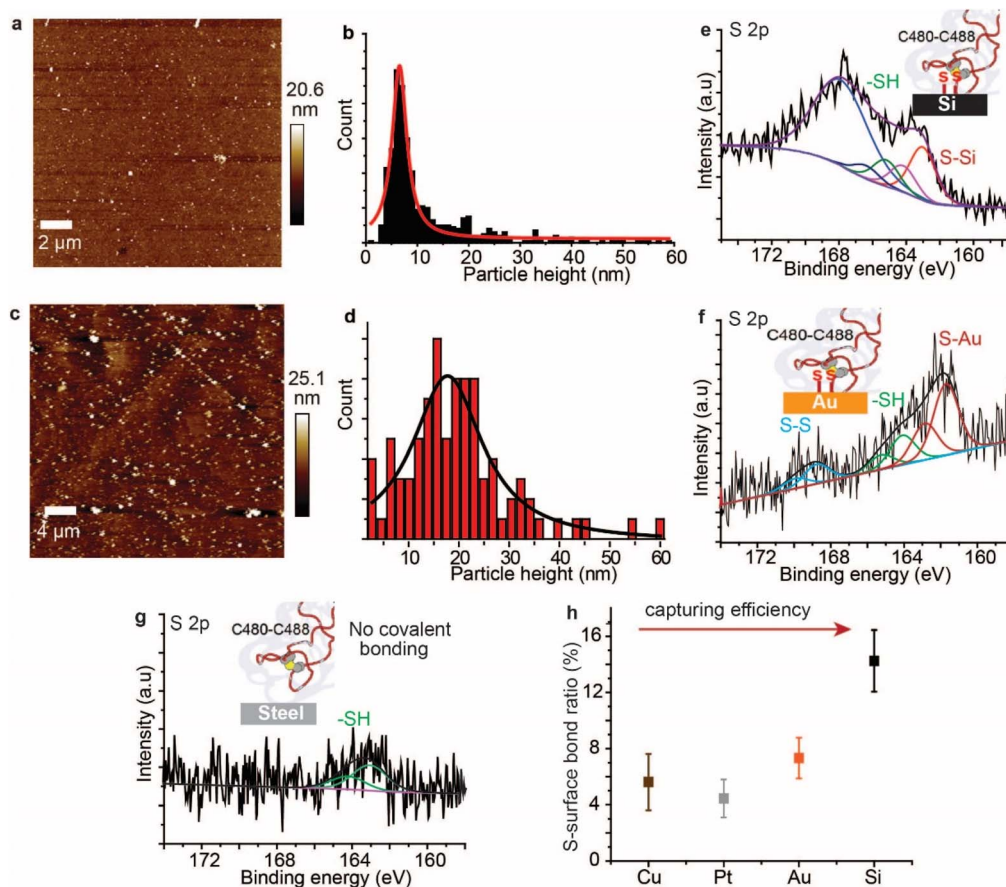 a
20.6
nm
2 µm
b
Count
0 10 20 30 40 50 60
Particle height (nm)
e
S 2p
C480-C488
-SH
S S
Si
S-Si
Intensity (a.u)
172 168 164 160
Binding energy (eV)
c
25.1
nm
4 µm
d
Count
10 20 30 40 50 60
Particle height (nm)
f
S 2p
C480-C488
S-Au
S S
Au
-SH
S-S
Intensity (a.u)
172 168 164 160
Binding energy (eV)
g
S 2p
C480-C488
No covalent
bonding
Steel
-SH
Intensity (a.u)
172 168 164 160
Binding energy (eV)
h
capturing efficiency
S-surface bond ratio (%)
16
12
8
4
0
Cu Pt Au Si